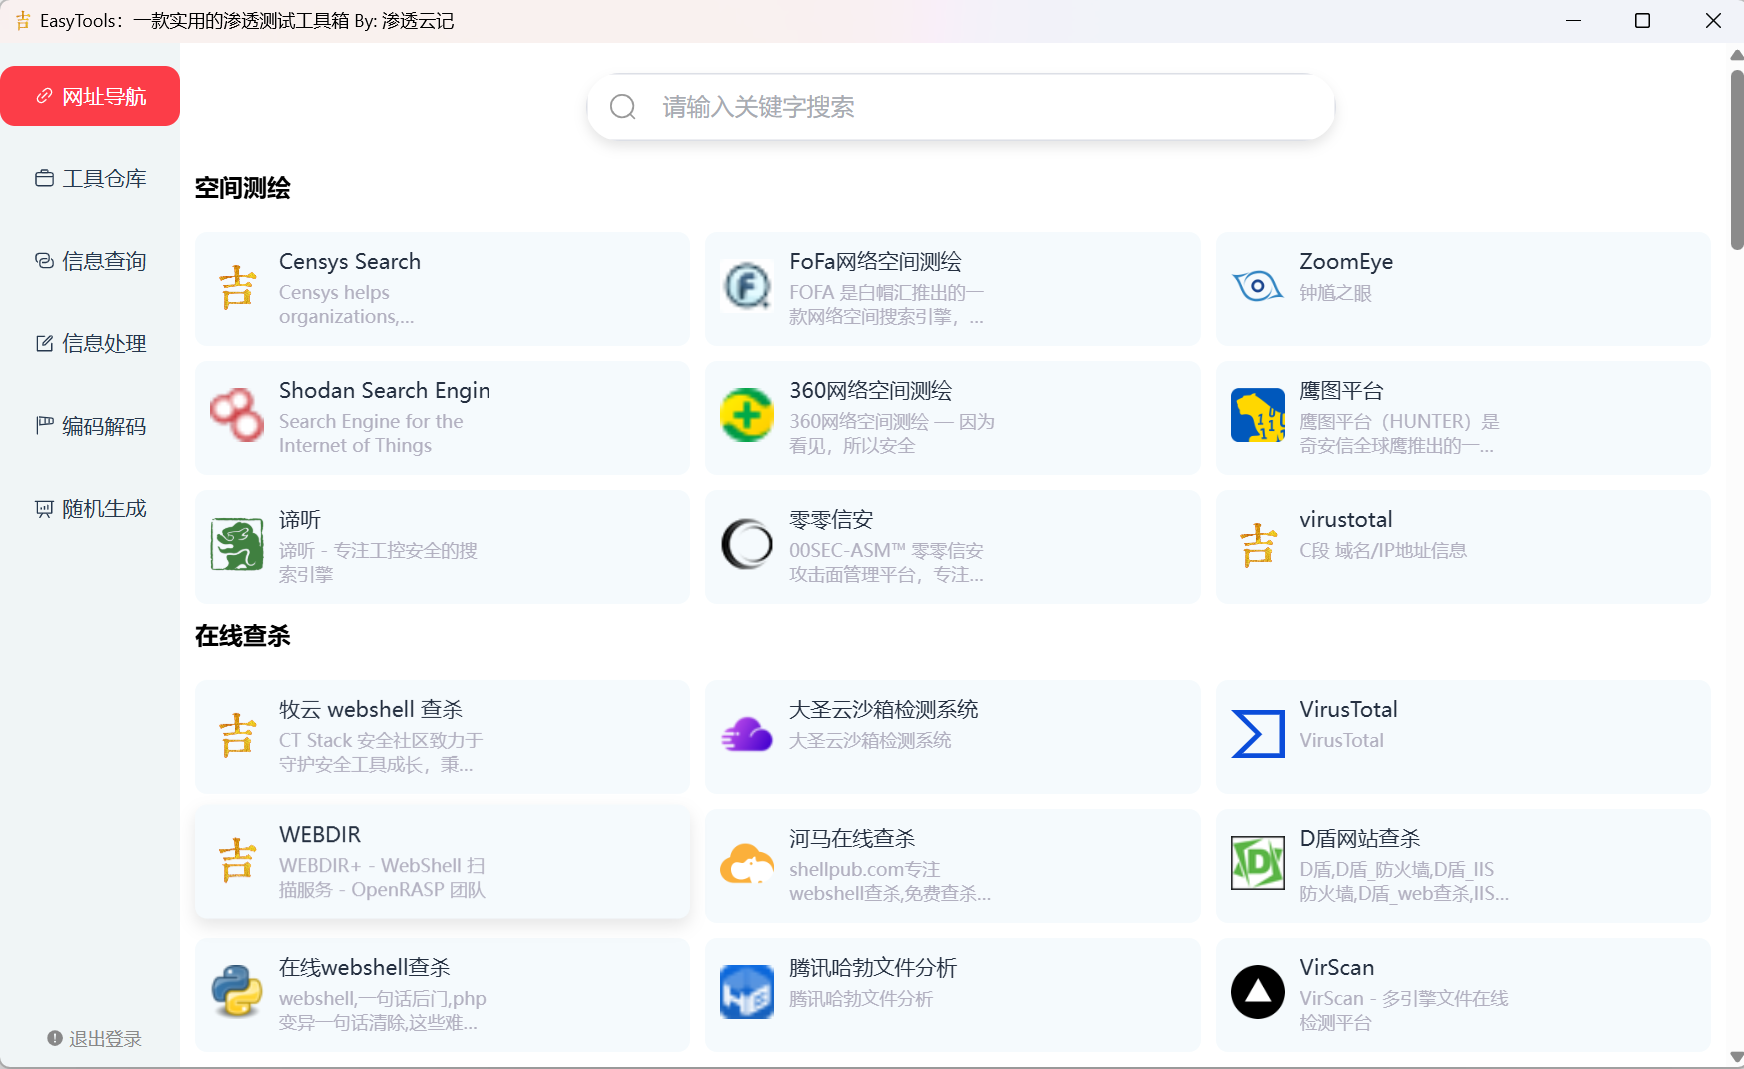 EasyTools：一款实用的渗透测试工具箱 By: 渗透云记
网址导航
工具仓库
信息查询
信息处理
编码解码
随机生成
退出登录
请输入关键字搜索
空间测绘
Censys Search
Censys helps
organizations,...
FoFa网络空间测绘
FOFA 是白帽汇推出的一
款网络空间搜索引擎，...
ZoomEye
钟馗之眼
Shodan Search Engin
Search Engine for the
Internet of Things
360网络空间测绘
360网络空间测绘 — 因为
看见，所以安全
鹰图平台
鹰图平台（HUNTER）是
奇安信全球鹰推出的一...
谛听
谛听 - 专注工控安全的搜
索引擎
零零信安
00SEC-ASM™ 零零信安
攻击面管理平台，专注...
virustotal
C段 域名/IP地址信息
在线查杀
牧云 webshell 查杀
CT Stack 安全社区致力于
守护安全工具成长，秉...
大圣云沙箱检测系统
大圣云沙箱检测系统
VirusTotal
VirusTotal
WEBDIR
WEBDIR+ - WebShell 扫
描服务 - OpenRASP 团队
河马在线查杀
shellpub.com专注
webshell查杀,免费查杀...
D盾网站查杀
D盾,D盾_防火墙,D盾_IIS
防火墙,D盾_web查杀,IIS...
在线webshell查杀
webshell,一句话后门,php
变异一句话清除,这些难...
腾讯哈勃文件分析
腾讯哈勃文件分析
VirScan
VirScan - 多引擎文件在线
检测平台